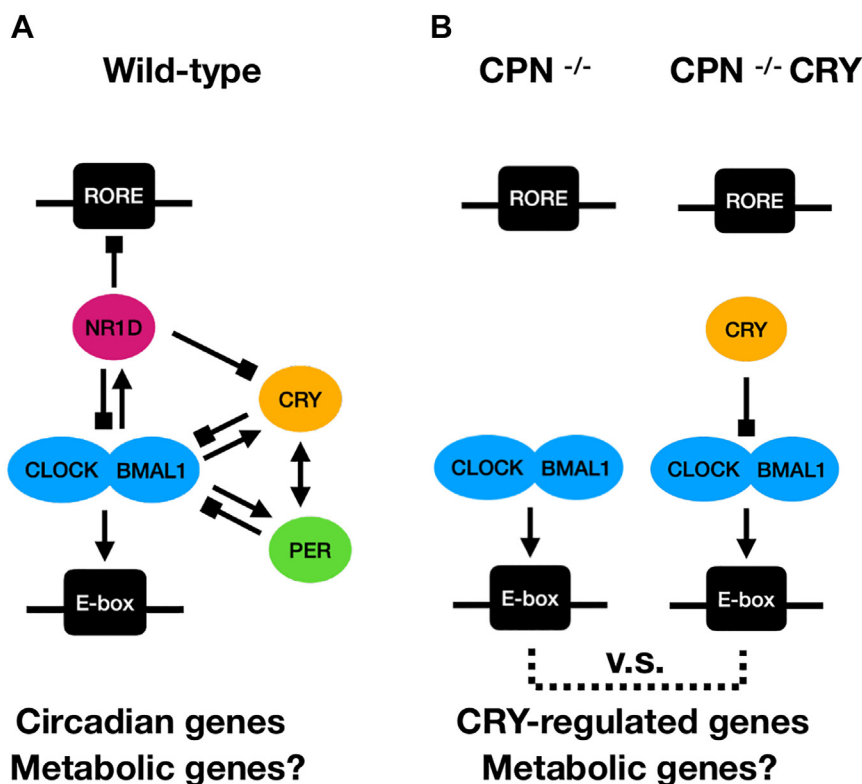 A
Wild-type
RORE
NR1D
CRY
CLOCK BMAL1
PER
E-box
Circadian genes
Metabolic genes?
B
CPN -/- CPN -/- CRY
RORE RORE
CRY
CLOCK BMAL1 CLOCK BMAL1
E-box E-box
v.s.
CRY-regulated genes
Metabolic genes?